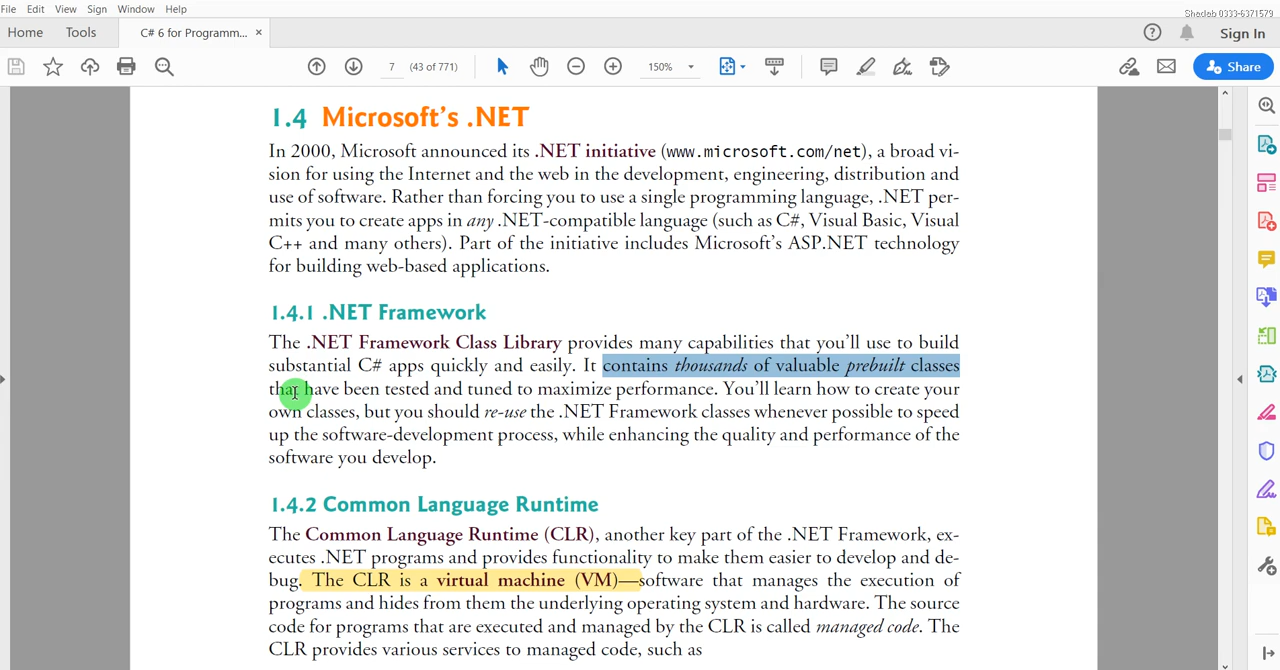 File Edit View Sign Window Help
Shadab 0333-6371579
Home Tools C# 6 for Programm... × Sign In
7 (43 of 771) 150% Share
1.4 Microsoft's .NET
In 2000, Microsoft announced its .NET initiative (www.microsoft.com/net), a broad vi-
sion for using the Internet and the web in the development, engineering, distribution and
use of software. Rather than forcing you to use a single programming language, .NET per-
mits you to create apps in any .NET-compatible language (such as C#, Visual Basic, Visual
C++ and many others). Part of the initiative includes Microsoft's ASP.NET technology
for building web-based applications.
1.4.1 .NET Framework
The .NET Framework Class Library provides many capabilities that you'll use to build
substantial C# apps quickly and easily. It contains thousands of valuable prebuilt classes
that have been tested and tuned to maximize performance. You'll learn how to create your
own classes, but you should re-use the .NET Framework classes whenever possible to speed
up the software-development process, while enhancing the quality and performance of the
software you develop.
1.4.2 Common Language Runtime
The Common Language Runtime (CLR), another key part of the .NET Framework, ex-
ecutes .NET programs and provides functionality to make them easier to develop and de-
bug. The CLR is a virtual machine (VM)—software that manages the execution of
programs and hides from them the underlying operating system and hardware. The source
code for programs that are executed and managed by the CLR is called managed code. The
CLR provides various services to managed code, such as